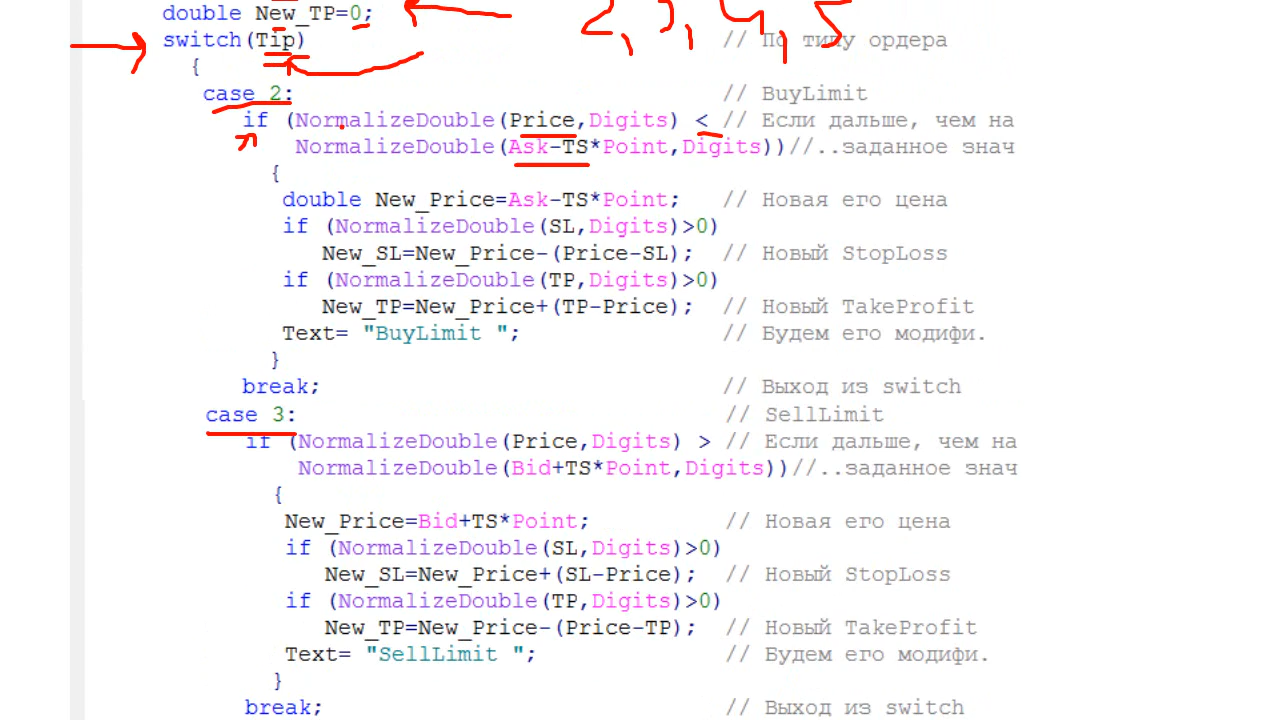 double New_TP=0; 2, 3, 4, 5
switch(Tip) // По типу ордера
{
case 2: // BuyLimit
if (NormalizeDouble(Price,Digits) < // Если дальше, чем на
NormalizeDouble(Ask-TS*Point,Digits))//..заданное знач
{
double New_Price=Ask-TS*Point; // Новая его цена
if (NormalizeDouble(SL,Digits)>0)
New_SL=New_Price-(Price-SL); // Новый StopLoss
if (NormalizeDouble(TP,Digits)>0)
New_TP=New_Price+(TP-Price); // Новый TakeProfit
Text= "BuyLimit "; // Будем его модифи.
}
break; // Выход из switch
case 3: // SellLimit
if (NormalizeDouble(Price,Digits) > // Если дальше, чем на
NormalizeDouble(Bid+TS*Point,Digits))//..заданное знач
{
New_Price=Bid+TS*Point; // Новая его цена
if (NormalizeDouble(SL,Digits)>0)
New_SL=New_Price+(SL-Price); // Новый StopLoss
if (NormalizeDouble(TP,Digits)>0)
New_TP=New_Price-(Price-TP); // Новый TakeProfit
Text= "SellLimit "; // Будем его модифи.
}
break; // Выход из switch